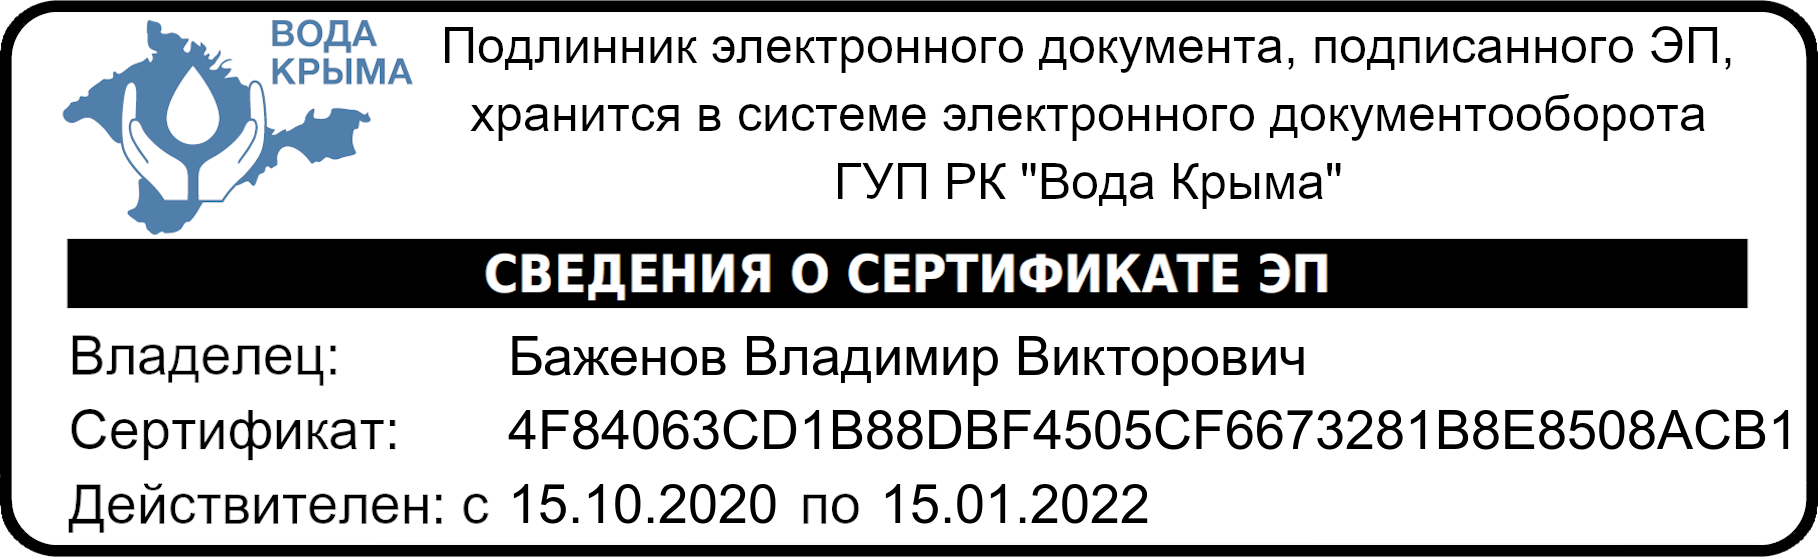 ВОДА
КРЫМА
Подлинник электронного документа, подписанного ЭП,
хранится в системе электронного документооборота
ГУП РК "Вода Крыма"
СВЕДЕНИЯ О СЕРТИФИКАТЕ ЭП
Владелец: Баженов Владимир Викторович
Сертификат: 4F84063CD1B88DBF4505CF6673281B8E8508ACB1
Действителен: с 15.10.2020 по 15.01.2022